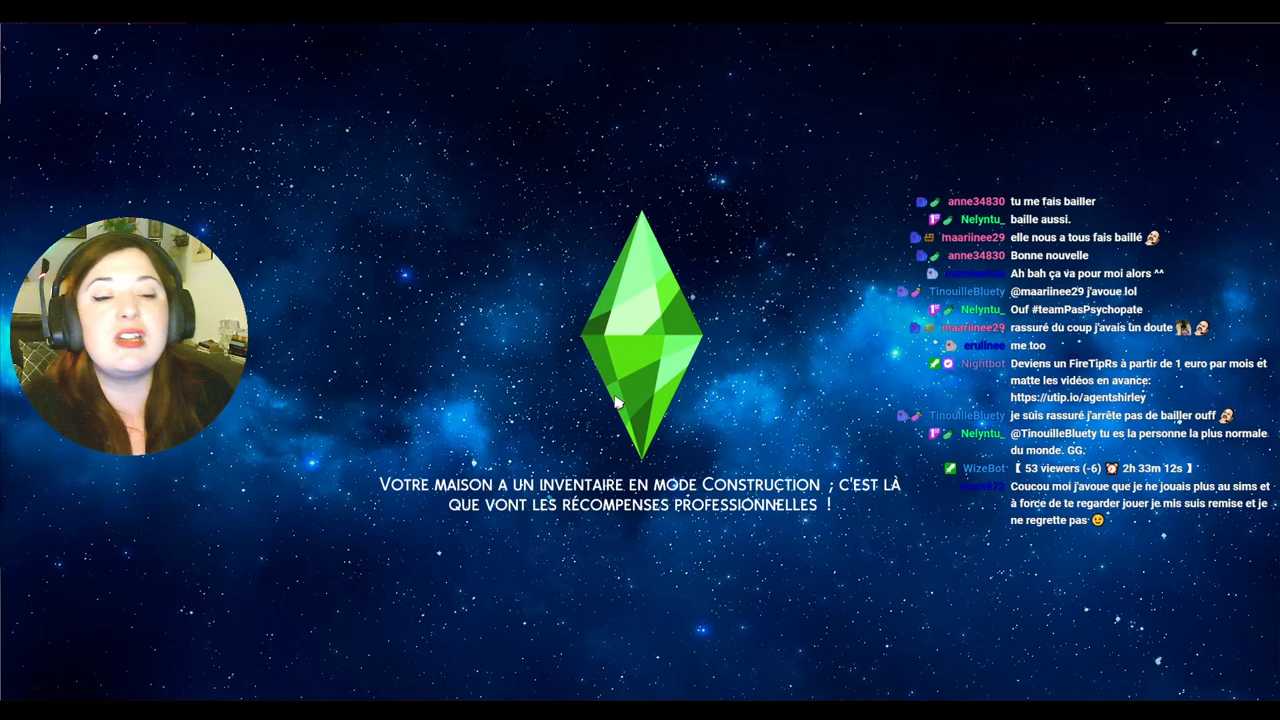 anne34830 tu me fais bailler
Nelyntu_ baille aussi.
maariinee29 elle nous a tous fais baillé
anne34830 Bonne nouvelle
Ah bah ça va pour moi alors ^^
TinouilleBluety @maariinee29 j'avoue lol
Nelyntu_ Ouf #teamPasPsychopate
maariinee29 rassuré du coup j'avais un doute
erulinee me too
Nightbot Deviens un FireTipRs à partir de 1 euro par mois et
matte les vidéos en avance:
https://utip.io/agentshirley
TinouilleBluety je suis rassuré j'arrête pas de bailler ouff
Nelyntu_ @TinouilleBluety tu es la personne la plus normale
du monde. GG.
WizeBot 【 53 viewers (-6) ⏰ 2h 33m 12s 】
Coucou moi j'avoue que je ne jouais plus au sims et
à force de te regarder jouer je mis suis remise et je
ne regrette pas 😉
Votre maison a un inventaire en mode Construction ; c'est là
que vont les récompenses professionnelles !